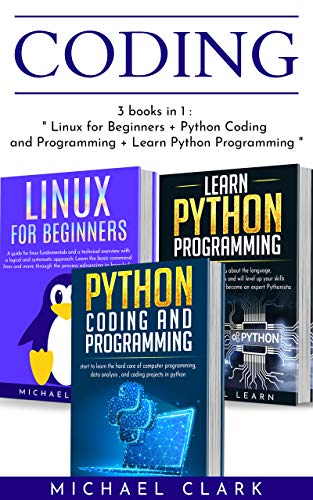 CODING
3 books in 1 :
" Linux for Beginners + Python Coding
and Programming + Learn Python Programming "
LINUX
FOR BEGINNERS
A guide for linux fundamentals and a technical overview with
a logical and systematic approach. Learn the basic command
lines and move through the process advancing
MICHAEL
LEARN
PYTHON
PROGRAMMING
about the language,
and will level up your skills
become an expert Pythonista
OF PYTHON
LEARN
PYTHON
CODING AND
PROGRAMMING
start to learn the hard core of computer programming,
data analysis , and coding projects in python
MICHAEL CLARK